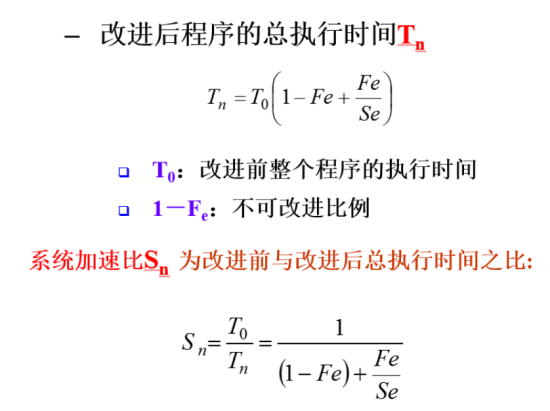 – 改进后程序的总执行时间Tn
Tn = T0(1 − Fe + Fe/Se)
❑ T0：改进前整个程序的执行时间
❑ 1－Fe：不可改进比例
系统加速比Sn 为改进前与改进后总执行时间之比:
Sn = T0/Tn = 1/((1 − Fe) + Fe/Se)